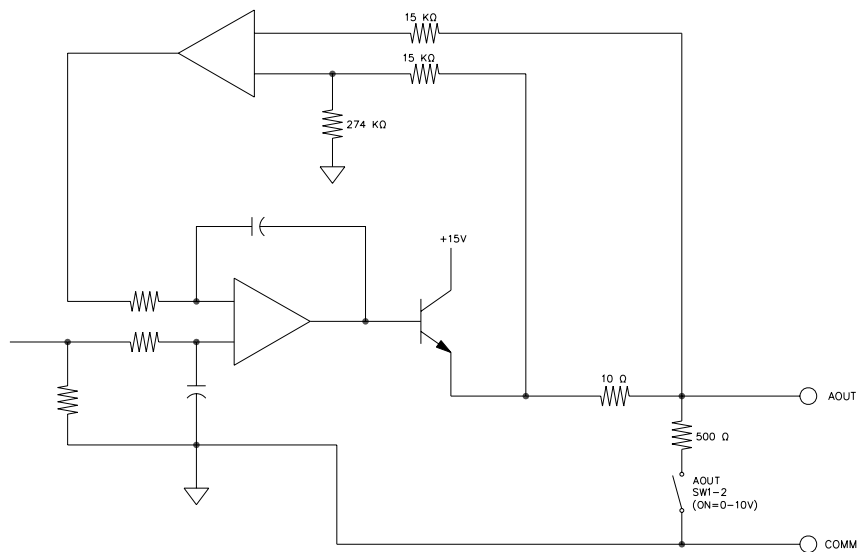 15 KΩ
15 KΩ
274 KΩ
+15V
10 Ω
AOUT
500 Ω
AOUT
SW1-2
(ON=0-10V)
COMM